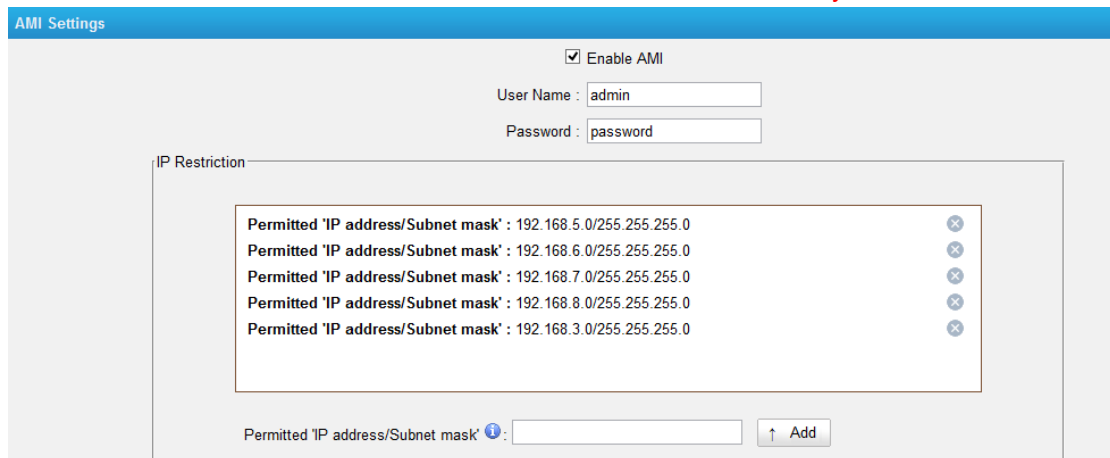 AMI Settings
Enable AMI
User Name : admin
Password : password
IP Restriction
Permitted 'IP address/Subnet mask' : 192.168.5.0/255.255.255.0
Permitted 'IP address/Subnet mask' : 192.168.6.0/255.255.255.0
Permitted 'IP address/Subnet mask' : 192.168.7.0/255.255.255.0
Permitted 'IP address/Subnet mask' : 192.168.8.0/255.255.255.0
Permitted 'IP address/Subnet mask' : 192.168.3.0/255.255.255.0
Permitted 'IP address/Subnet mask' i : ↑ Add